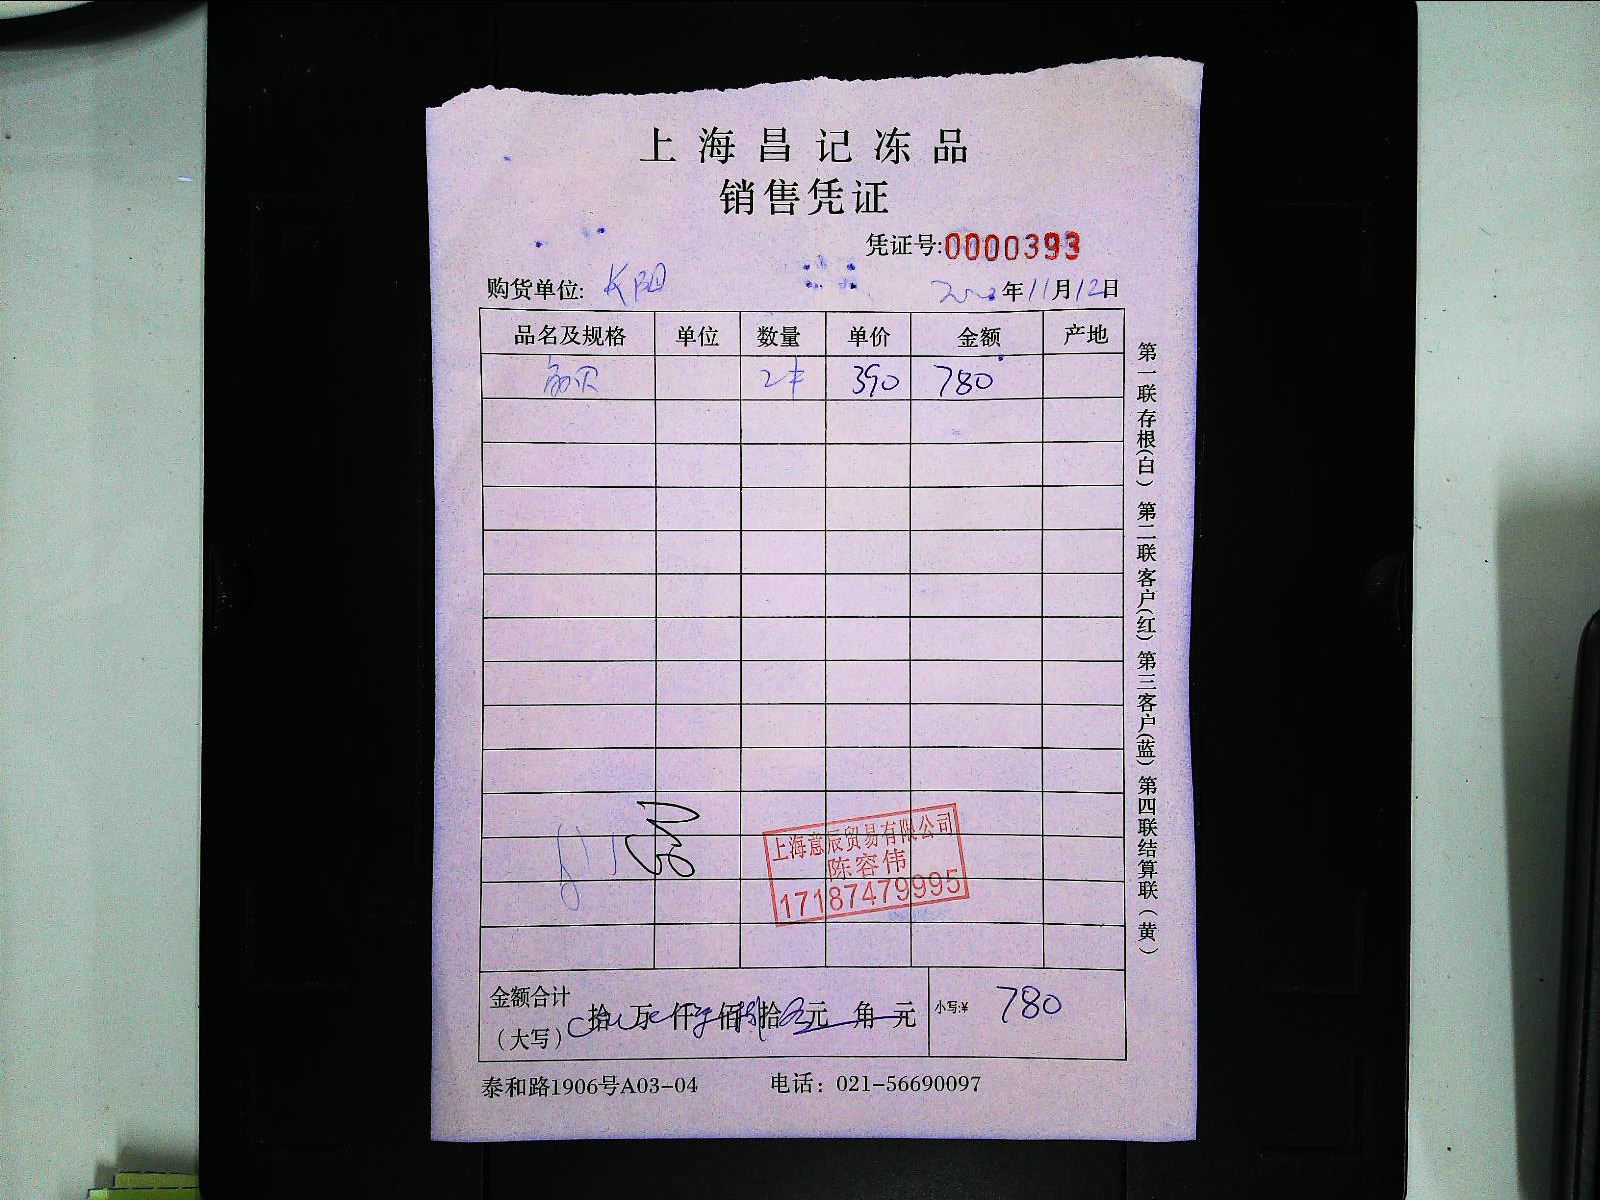 上海昌记冻品
销售凭证
凭证号:0000393
购货单位: 长阳 年11月12日
品名及规格 单位 数量 单价 金额 产地
2 390 780
第一联存根(白) 第二联客户(红) 第三客户(蓝) 第四联结算联(黄)
上海意辰贸易有限公司
陈容伟
17187479995
金额合计
(大写) 拾 万 仟 佰 拾 元 角 元 小写:¥ 780
泰和路1906号A03-04 电话：021-56690097